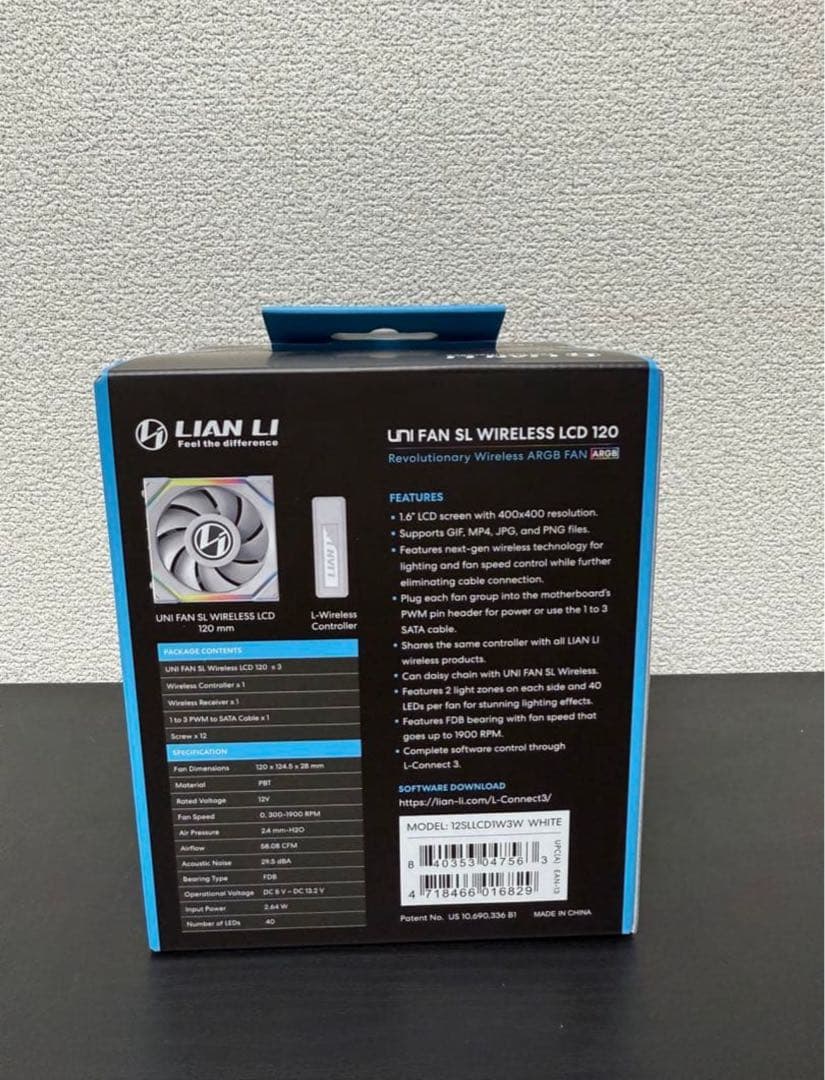 LIAN LI
LIAN LI
Feel the difference
UNI FAN SL WIRELESS LCD 120
Revolutionary Wireless ARGB FAN ARGB
LIAN LI
UNI FAN SL WIRELESS LCD
120 mm
L-Wireless
Controller
PACKAGE CONTENTS
UNI FAN SL Wireless LCD 120 x 3
Wireless Controller x 1
Wireless Receiver x 1
1 to 3 PWM to SATA Cable x 1
Screw x 12
SPECIFICATION
Fan Dimensions 120 x 124.5 x 28 mm
Material PBT
Rated Voltage 12V
Fan Speed 0, 300-1900 RPM
Air Pressure 2.4 mm-H2O
Airflow 58.08 CFM
Acoustic Noise 29.5 dBA
Bearing Type FDB
Operational Voltage DC 6 V ~ DC 13.2 V
Input Power 2.64 W
Number of LEDs 40
FEATURES
• 1.6" LCD screen with 400x400 resolution.
• Supports GIF, MP4, JPG, and PNG files.
• Features next-gen wireless technology for
lighting and fan speed control while further
eliminating cable connection.
• Plug each fan group into the motherboard's
PWM pin header for power or use the 1 to 3
SATA cable.
• Shares the same controller with all LIAN LI
wireless products.
• Can daisy chain with UNI FAN SL Wireless.
• Features 2 light zones on each side and 40
LEDs per fan for stunning lighting effects.
• Features FDB bearing with fan speed that
goes up to 1900 RPM.
• Complete software control through
L-Connect 3.
SOFTWARE DOWNLOAD
https://lian-li.com/L-Connect3/
MODEL: 12SLLCD1W3W WHITE
8 40353 04756 3
UPC(A)
4 718466 016829
EAN-13
Patent No. US 10,690,336 B1 MADE IN CHINA